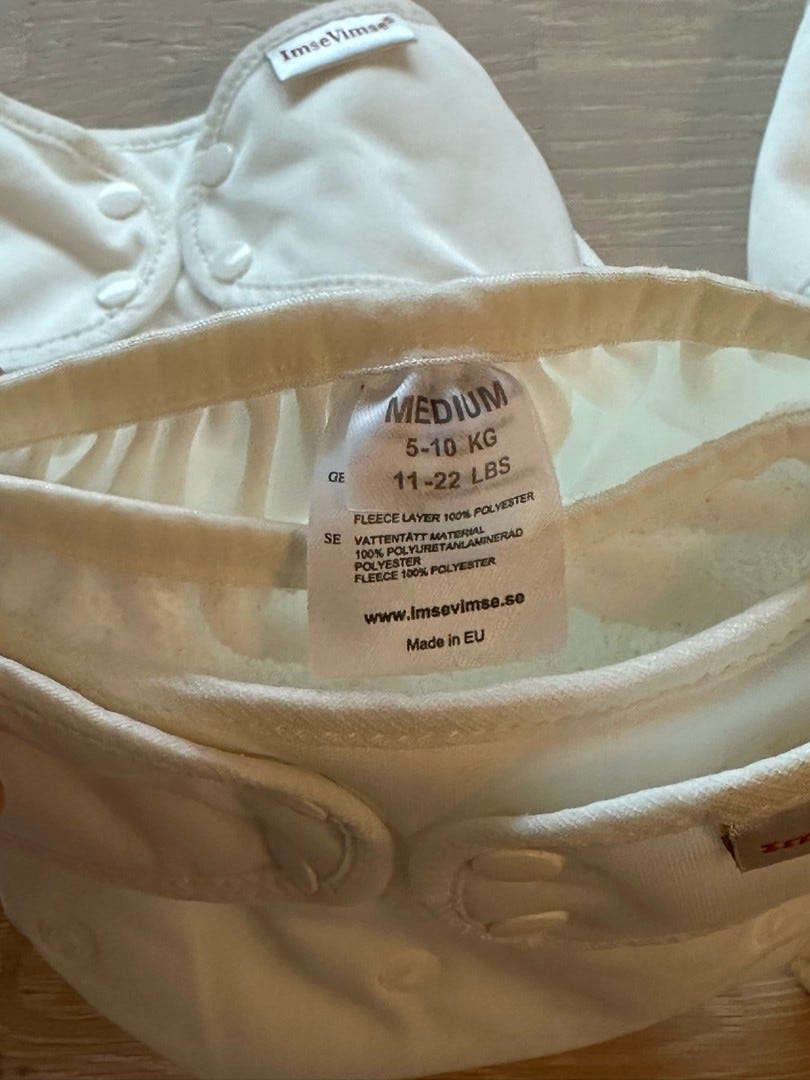 ImseVimse®
MEDIUM
5-10 KG
11-22 LBS
GE
FLEECE LAYER 100% POLYESTER
SE VATTENTÄTT MATERIAL
100% POLYURETANLAMINERAD
POLYESTER
FLEECE 100% POLYESTER
www.imsevimse.se
Made in EU